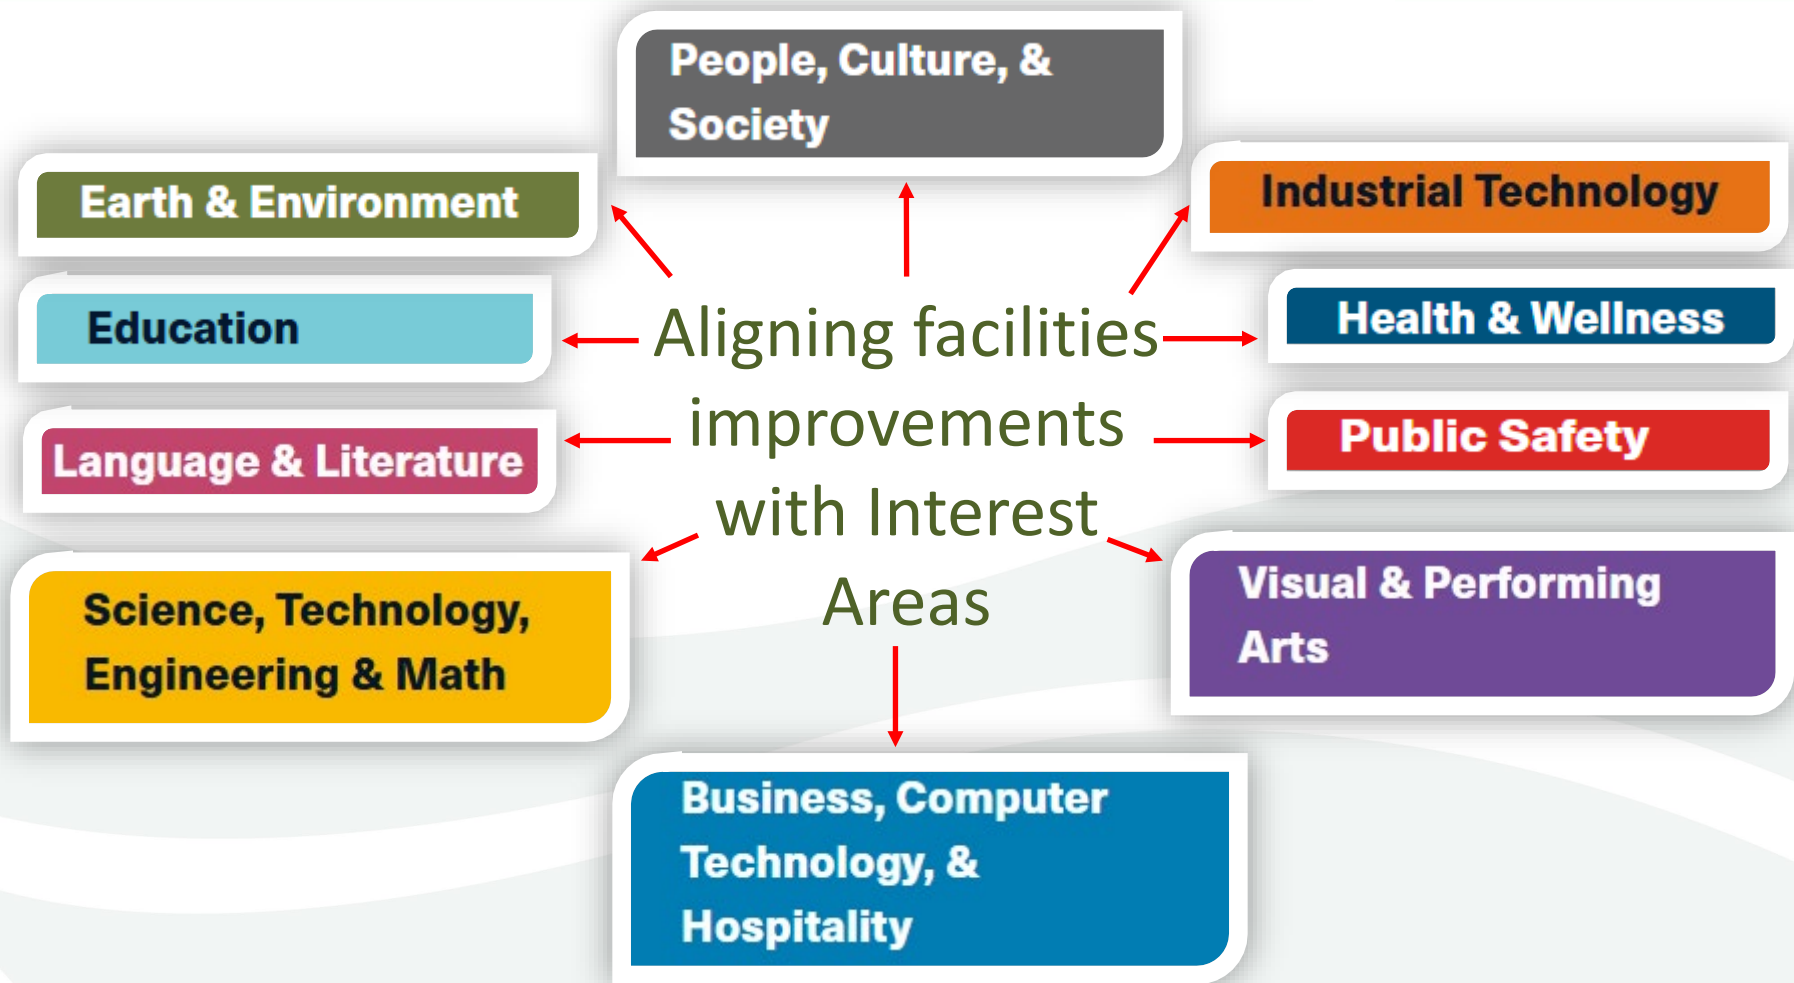 People, Culture, &
Society
Earth & Environment
Industrial Technology
Education
Health & Wellness
Language & Literature
Public Safety
Aligning facilities
improvements
with Interest
Areas
Science, Technology,
Engineering & Math
Visual & Performing
Arts
Business, Computer
Technology, &
Hospitality